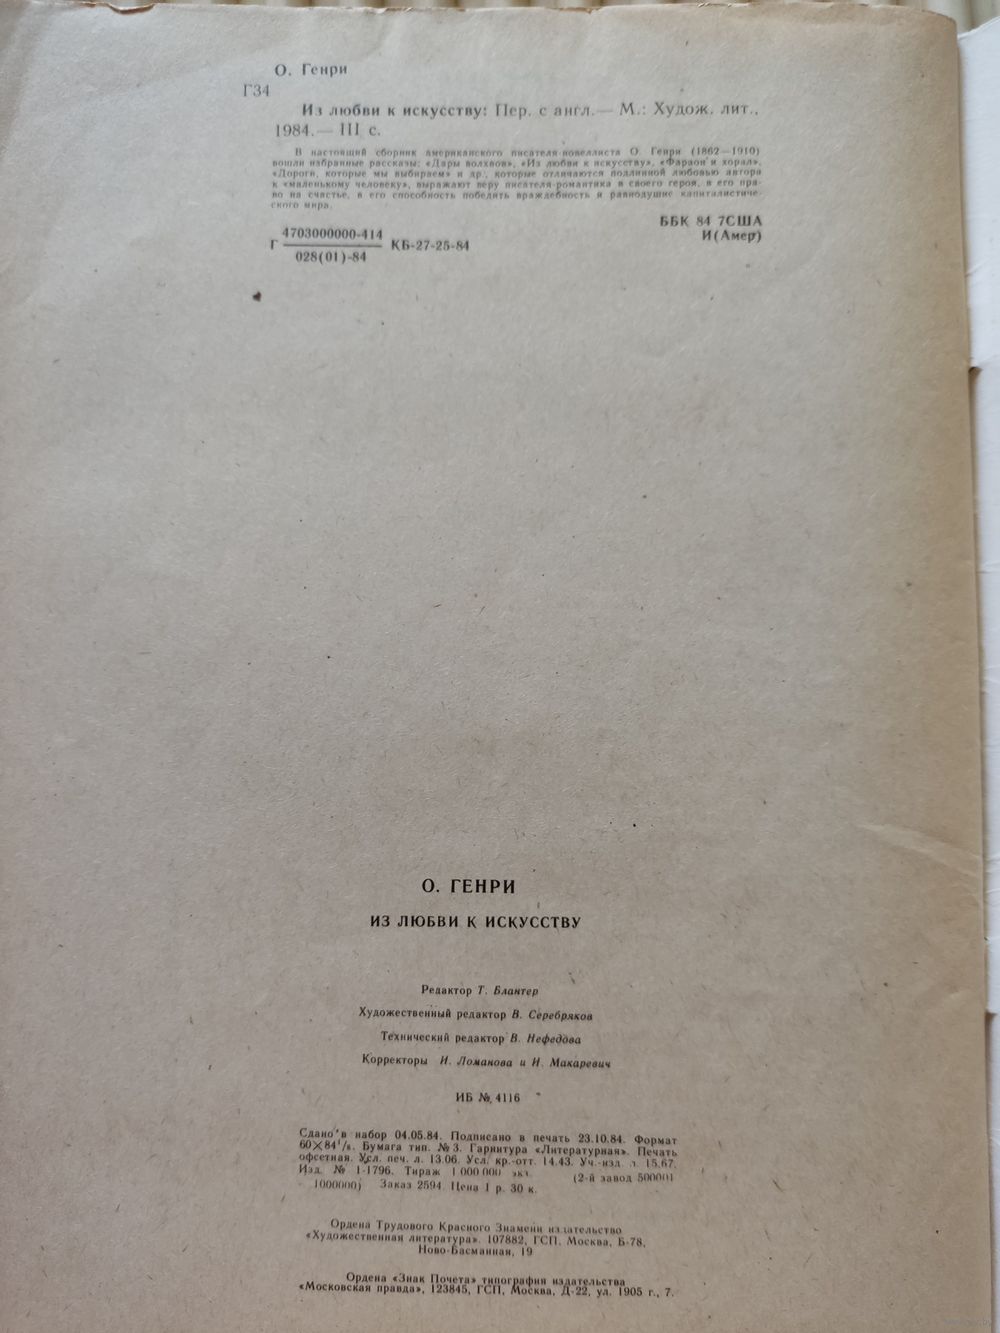 О. Генри
Г34
Из любви к искусству: Пер. с англ.— М.: Худож. лит.,
1984.— 111 с.
В настоящий сборник американского писателя-новеллиста О. Генри (1862—1910)
вошли избранные рассказы: «Дары волхвов», «Из любви к искусству», «Фараон и хорал»,
«Дороги, которые мы выбираем» и др., которые отличаются подлинной любовью автора
к «маленькому человеку», выражают веру писателя-романтика в своего героя, в его пра-
во на счастье, в его способность победить враждебность и равнодушие капиталистиче-
ского мира.
Г 4703000000-414 КБ-27-25-84
028(01)-84
ББК 84 7США
И(Амер)
О. ГЕНРИ
ИЗ ЛЮБВИ К ИСКУССТВУ
Редактор Т. Блантер
Художественный редактор В. Серебряков
Технический редактор В. Нефедова
Корректоры И. Ломанова и И. Макаревич
ИБ № 4116
Сдано в набор 04.05.84. Подписано в печать 23.10.84. Формат
60×84¹/₈. Бумага тип. №3. Гарнитура «Литературная». Печать
офсетная. Усл. печ. л. 13.06. Усл. кр.-отт. 14.43. Уч.-изд. л. 15,67.
Изд. № 1-1796. Тираж 1 000 000 экз. (2-й завод 500001
1000000) Заказ 2594. Цена 1 р. 30 к.
Ордена Трудового Красного Знамени издательство
«Художественная литература». 107882, ГСП. Москва, Б-78,
Ново-Басманная, 19
Ордена «Знак Почета» типография издательства
«Московская правда», 123845, ГСП, Москва, Д-22, ул. 1905 г., 7.